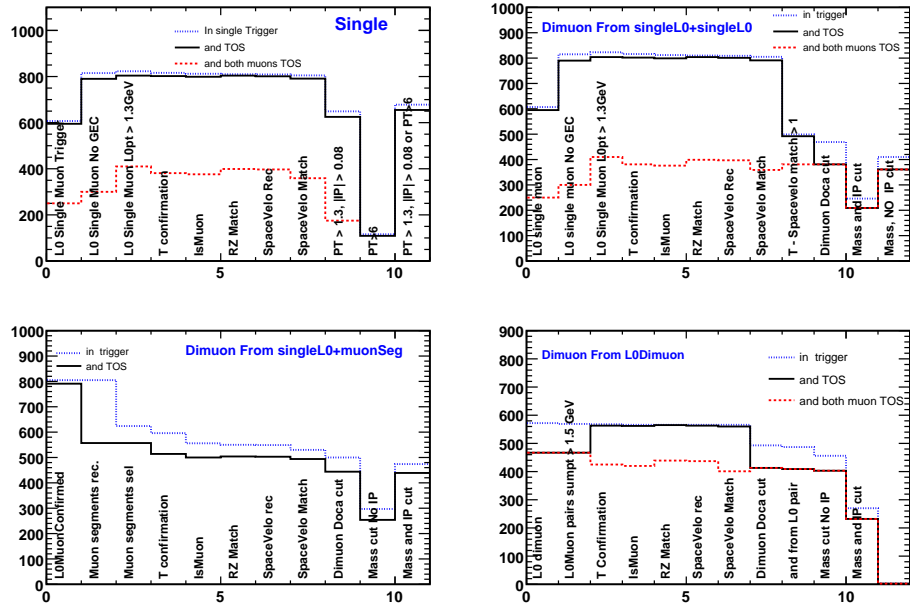 Single
In single Trigger
and TOS
and both muons TOS
1000
800
600
400
200
0
0
5
10
L0 Single Muon Trigger
L0 Single Muon No GEC
L0 Single Muon L0pt > 1.3GeV
T confirmation
IsMuon
RZ Match
SpaceVelo Rec
SpaceVelo Match
PT > 1.3, ||P| > 0.08
PT>6
PT > 1.3, ||P| > 0.08 or PT>6
Dimuon From singleL0+singleL0
in trigger
and TOS
and both muons TOS
1000
900
800
700
600
500
400
300
200
100
0
0
5
10
L0 Single muon
L0 Single muon No GEC
L0 Single Muon L0pt > 1.3GeV
T confirmation
IsMuon
RZ Match
SpaceVelo Rec
SpaceVelo Match
T - Spacevelo match > 1
Dimuon Doca cut
Mass and IP cut
Mass, NO IP cut
Dimuon From singleL0+muonSeg
in trigger
and TOS
1000
900
800
700
600
500
400
300
200
100
0
0
5
10
L0MuonConfirmed
Muon segments rec.
Muon segments sel
T confirmation
IsMuon
RZ Match
SpaceVelo rec
SpaceVelo Match
Dimuon Doca cut
Mass cut No IP
Mass and IP cut
Dimuon From L0Dimuon
in trigger
and TOS
and both muon TOS
900
800
700
600
500
400
300
200
100
0
0
5
10
L0 dimuon
L0Muon pairs sumpt > 1.5 GeV
T Confirmation
IsMuon
RZ Match
SpaceVelo rec
SpaceVelo Match
Dimuon Doca cut
and from L0 pair
Mass cut No IP
Mass and IP cut